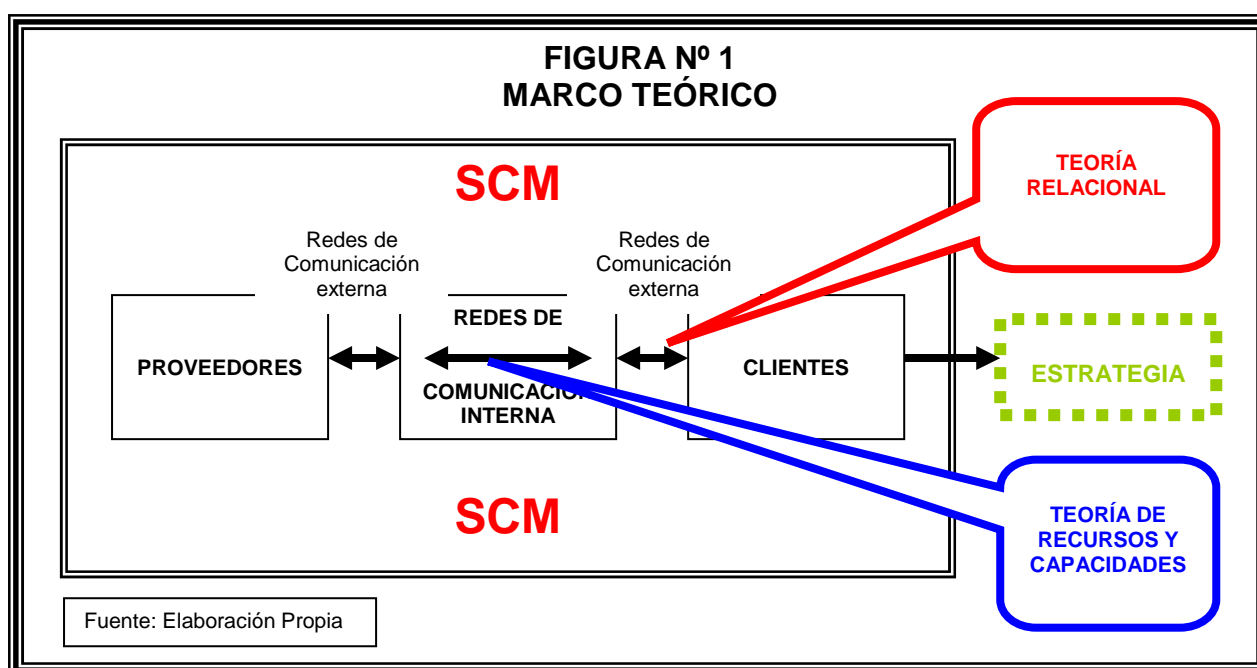 FIGURA Nº 1
MARCO TEÓRICO
SCM
TEORÍA
RELACIONAL
Redes de
Comunicación
externa
Redes de
Comunicación
externa
PROVEEDORES
REDES DE
COMUNICACIÓN
INTERNA
CLIENTES
ESTRATEGIA
SCM
TEORÍA DE
RECURSOS Y
CAPACIDADES
Fuente: Elaboración Propia